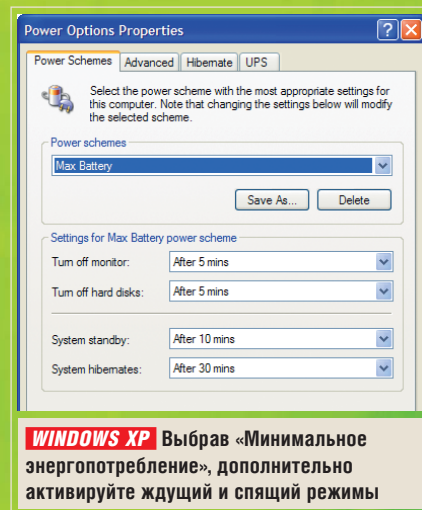 Power Options Properties
Power Schemes Advanced Hibernate UPS
Select the power scheme with the most appropriate settings for
this computer. Note that changing the settings below will modify
the selected scheme.
Power schemes
Max Battery
Save As... Delete
Settings for Max Battery power scheme
Turn off monitor: After 5 mins
Turn off hard disks: After 5 mins
System standby: After 10 mins
System hibernates: After 30 mins
WINDOWS XP Выбрав «Минимальное
энергопотребление», дополнительно
активируйте ждущий и спящий режимы